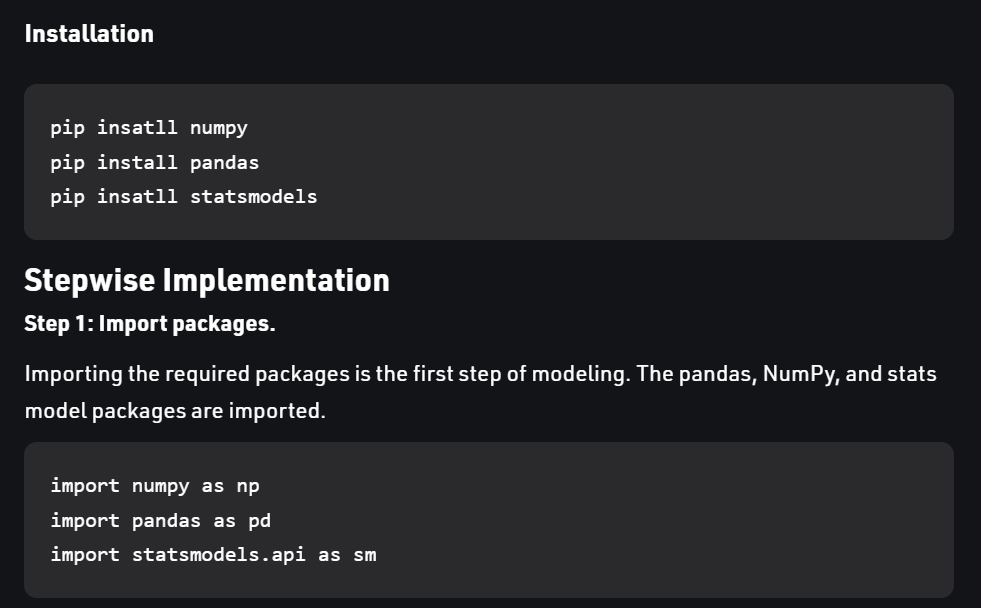 Installation
pip insatll numpy
pip install pandas
pip insatll statsmodels
Stepwise Implementation
Step 1: Import packages.
Importing the required packages is the first step of modeling. The pandas, NumPy, and stats
model packages are imported.
import numpy as np
import pandas as pd
import statsmodels.api as sm